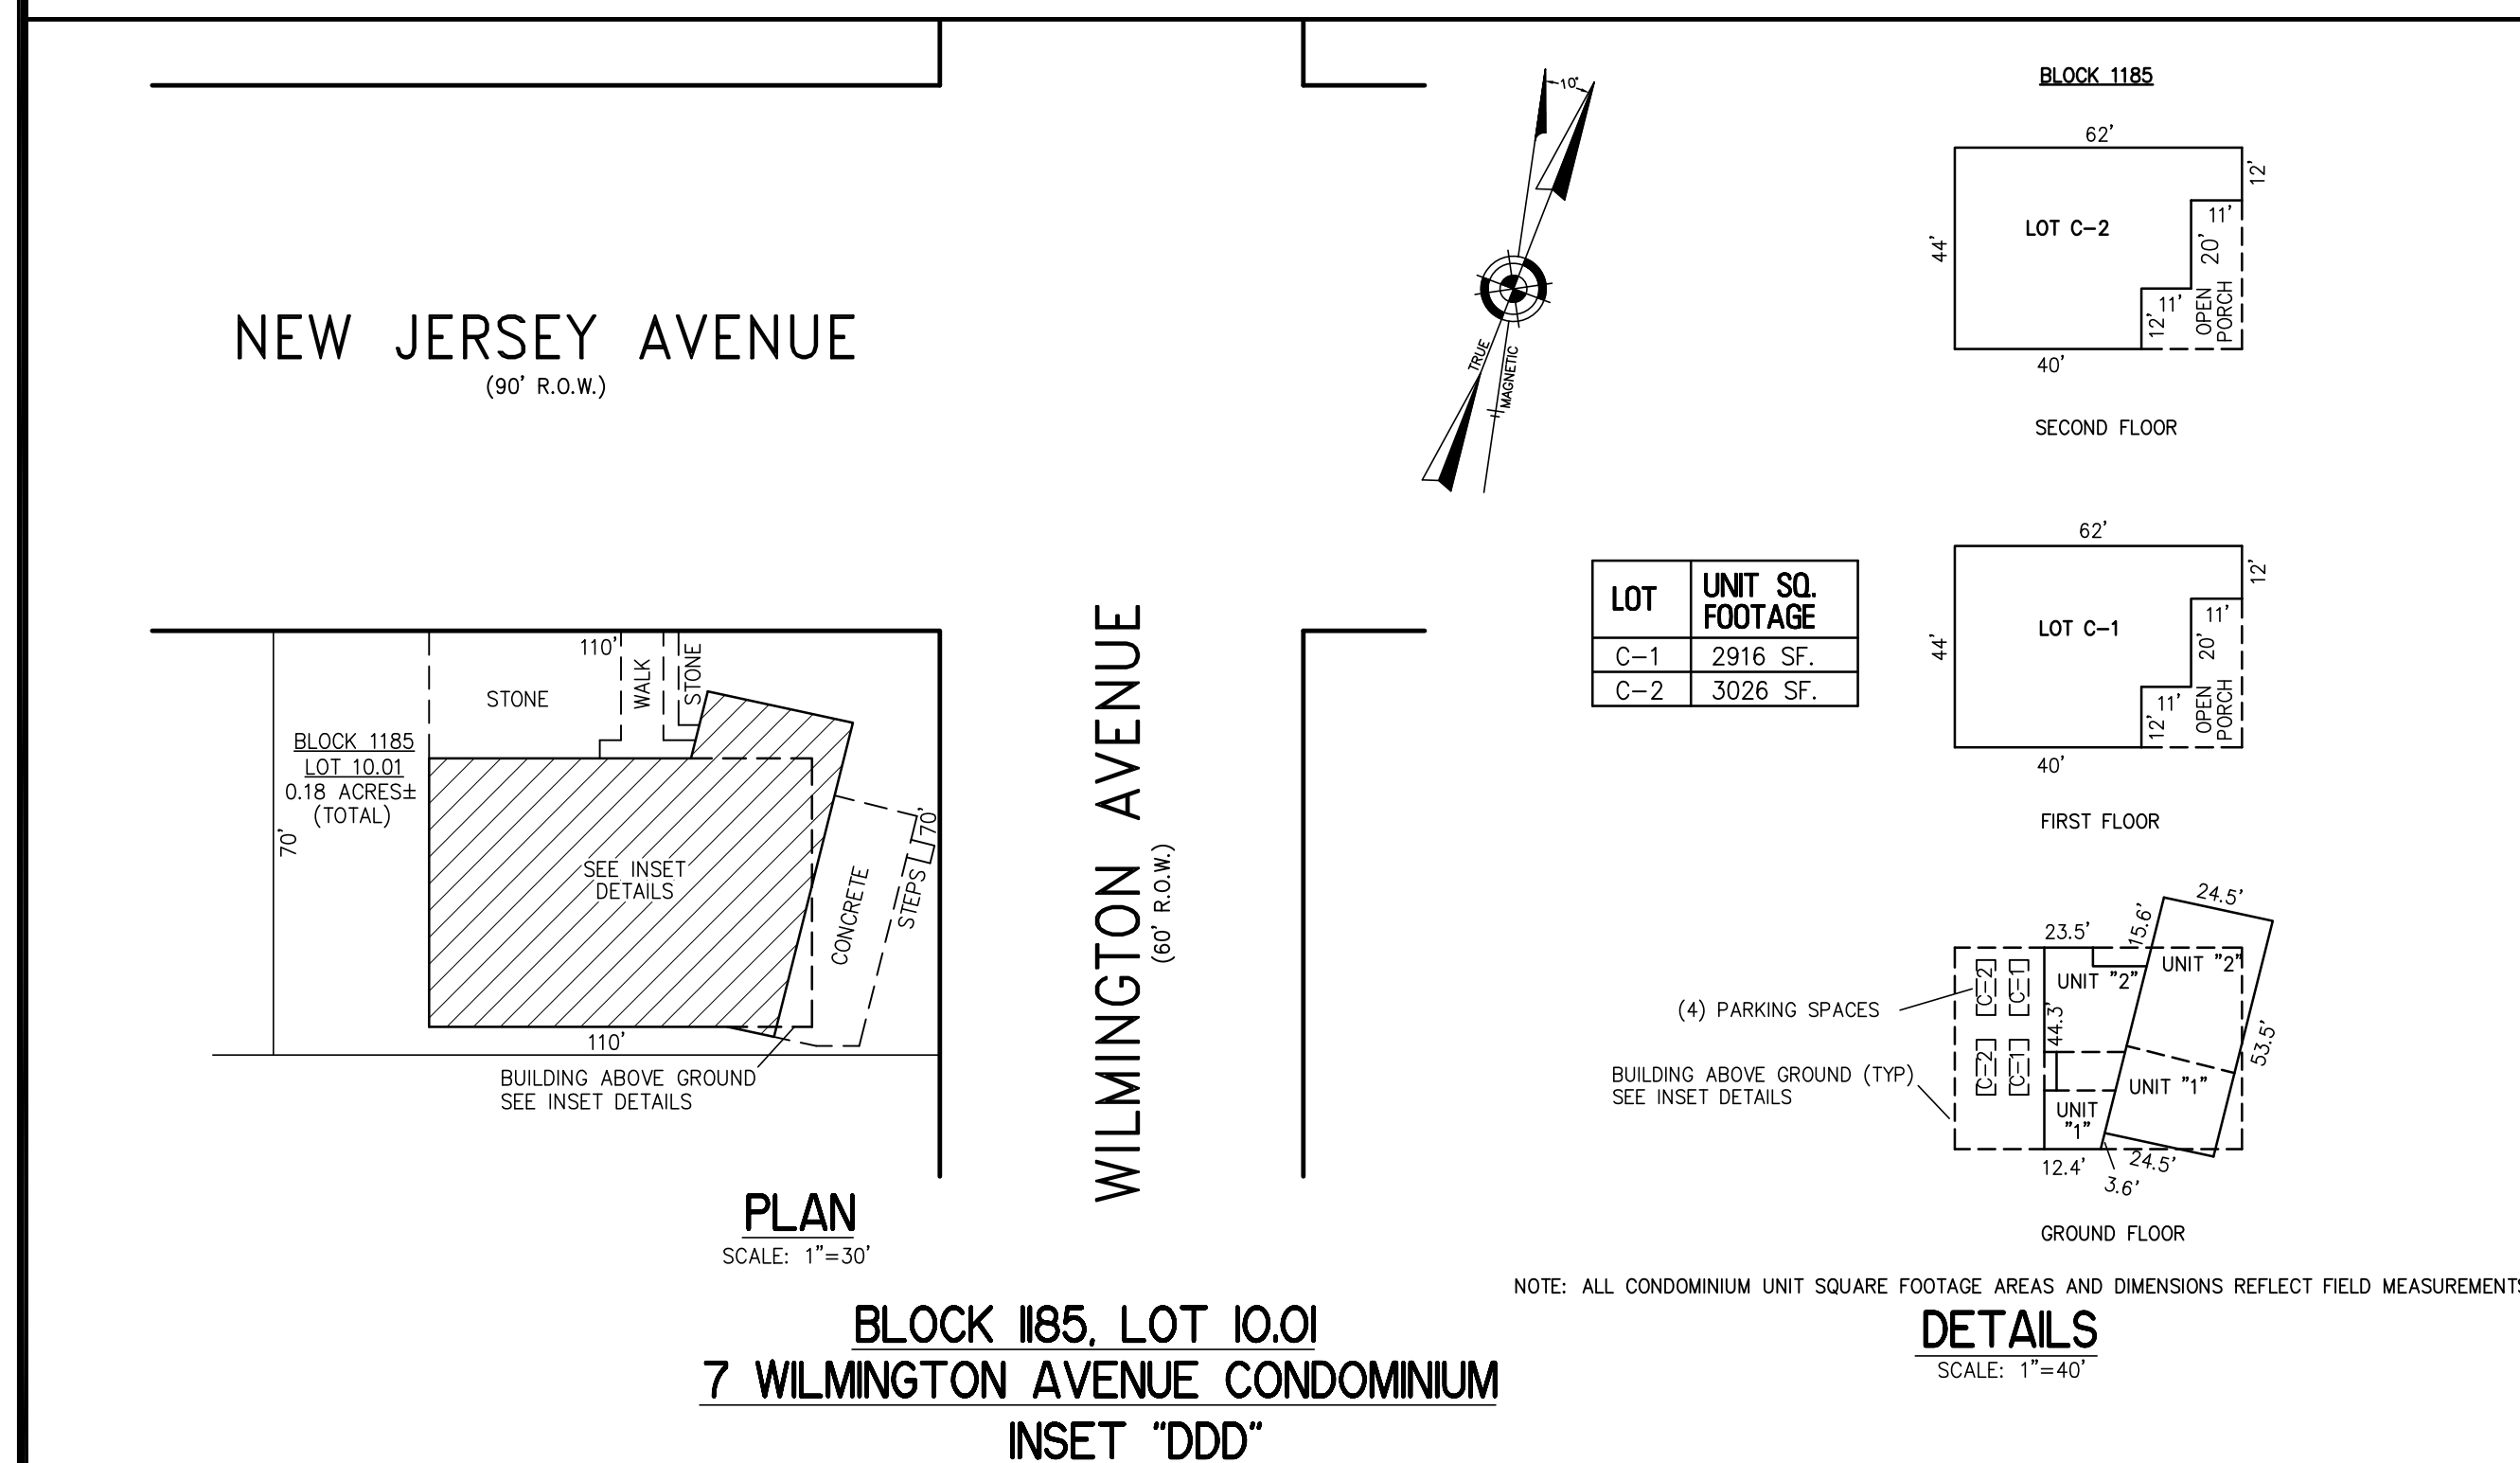 NEW JERSEY AVENUE
(90' R.O.W.)
10°
TRUE
MAGNETIC
BLOCK 1185
62'
12'
11'
LOT C-2
20'
44'
OPEN
PORCH
11'
12'
40'
SECOND FLOOR
62'
12'
11'
LOT C-1
20'
44'
OPEN
PORCH
11'
12'
40'
FIRST FLOOR
LOT
UNIT SQ.
FOOTAGE
C-1 2916 SF.
C-2 3026 SF.
110'
STONE
WALK
STONE
BLOCK 1185
LOT 10.01
0.18 ACRES±
(TOTAL)
70'
70'
SEE INSET
DETAILS
CONCRETE
STEPS
110'
BUILDING ABOVE GROUND
SEE INSET DETAILS
WILMINGTON AVENUE
(60' R.O.W.)
24.5'
15.6'
23.5'
UNIT "2"
UNIT "2"
C-2
C-1
(4) PARKING SPACES
44.3'
53.5'
C-2
C-1
BUILDING ABOVE GROUND (TYP)
SEE INSET DETAILS
UNIT "1"
UNIT
"1"
12.4'
24.5'
3.6'
GROUND FLOOR
PLAN
SCALE: 1"=30'
NOTE: ALL CONDOMINIUM UNIT SQUARE FOOTAGE AREAS AND DIMENSIONS REFLECT FIELD MEASUREMENTS
DETAILS
SCALE: 1"=40'
BLOCK 1185, LOT 10.01
7 WILMINGTON AVENUE CONDOMINIUM
INSET "DDD"